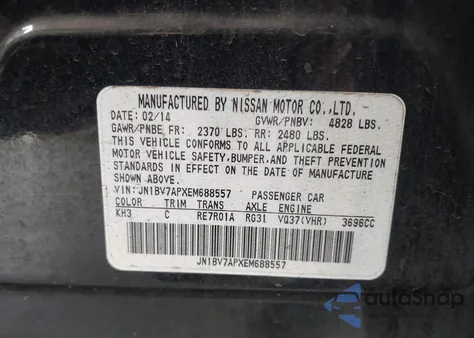 MANUFACTURED BY NISSAN MOTOR CO.,LTD.
DATE: 02/14 GVWR/PNBV: 4828 LBS.
GAWR/PNBE FR: 2370 LBS. RR: 2480 LBS.
THIS VEHICLE CONFORMS TO ALL APPLICABLE FEDERAL
MOTOR VEHICLE SAFETY, BUMPER, AND THEFT PREVENTION
STANDARDS IN EFFECT ON THE DATE OF MANUFACTURE
SHOWN ABOVE.
VIN: JN1BV7APXEM688557 PASSENGER CAR
COLOR TRIM TRANS AXLE ENGINE
KH3 C RE7R01A RG31 VQ37(VHR) 3696CC
JN1BV7APXEM688557
autoShap